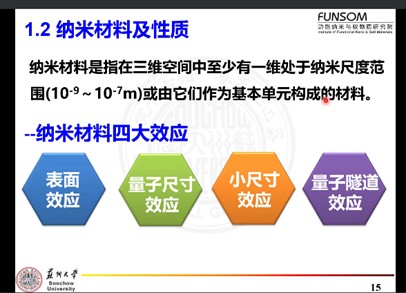 1.2 纳米材料及性质
FUNSOM
功能纳米与软物质研究院
Institute of Functional Nano & Soft Materials
纳米材料是指在三维空间中至少有一维处于纳米尺度范
围(10⁻⁹～10⁻⁷m)或由它们作为基本单元构成的材料。
--纳米材料四大效应
表面
效应
量子尺寸
效应
小尺寸
效应
量子隧道
效应
苏州大学
Soochow
University
15